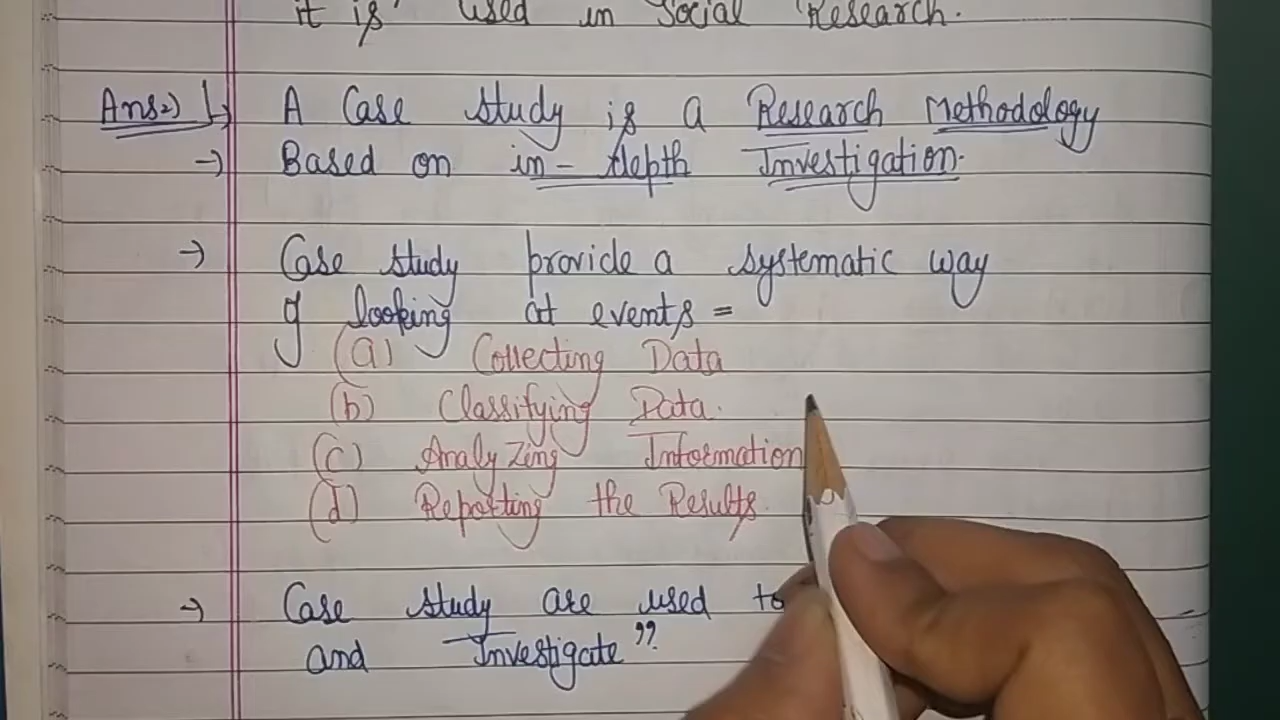 it is used in Social Research.
Ans2) → A Case study is a Research Methodology
→ Based on in-depth Investigation.
→ Case study provide a systematic way
of looking at events =
(a) Collecting Data
(b) Classifying Data.
(c) Analyzing Information
(d) Reporting the Results.
→ Case study are used to
and Investigate”.